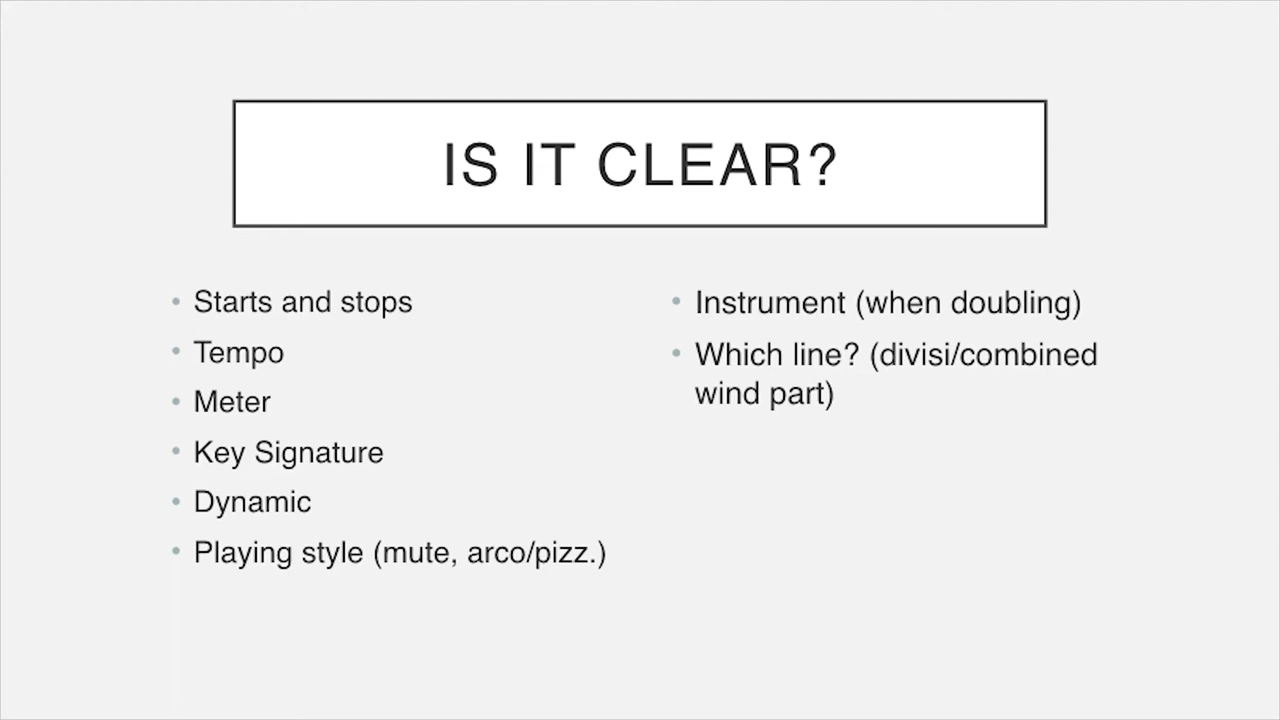 IS IT CLEAR?
• Starts and stops
• Tempo
• Meter
• Key Signature
• Dynamic
• Playing style (mute, arco/pizz.)
• Instrument (when doubling)
• Which line? (divisi/combined
wind part)